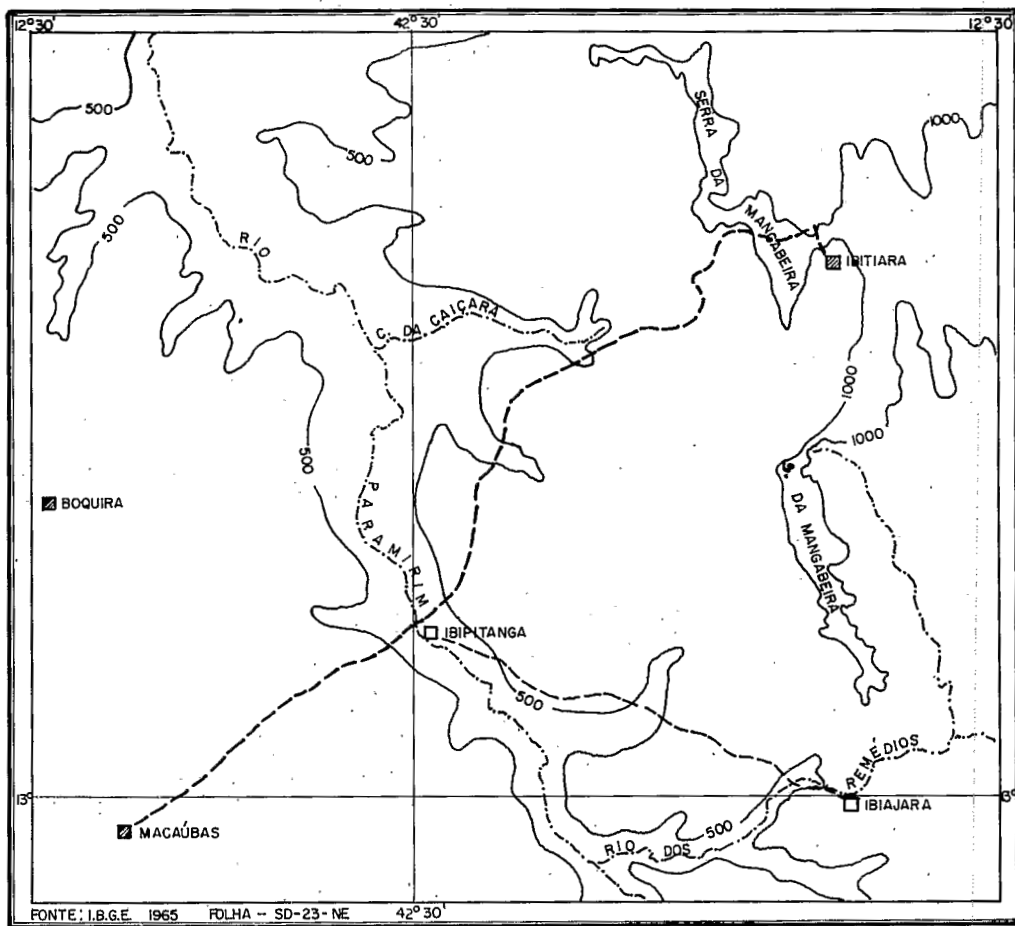 12°30'
42°30'
12°30'
500
500
500
1000
SERRA DA
MANGABEIRA
RIO
IBITIARA
C. DA CAIÇARA
1000
1000
500
S.
DA MANGABEIRA
BOQUIRA
PARAMIRIM
IBIPITANGA
500
REMÉDIOS
13°
13°
IBIAJARA
500
MACAÚBAS
RIO DOS
FONTE: I.B.G.E. 1965 FOLHA - SD-23-NE
42°30'